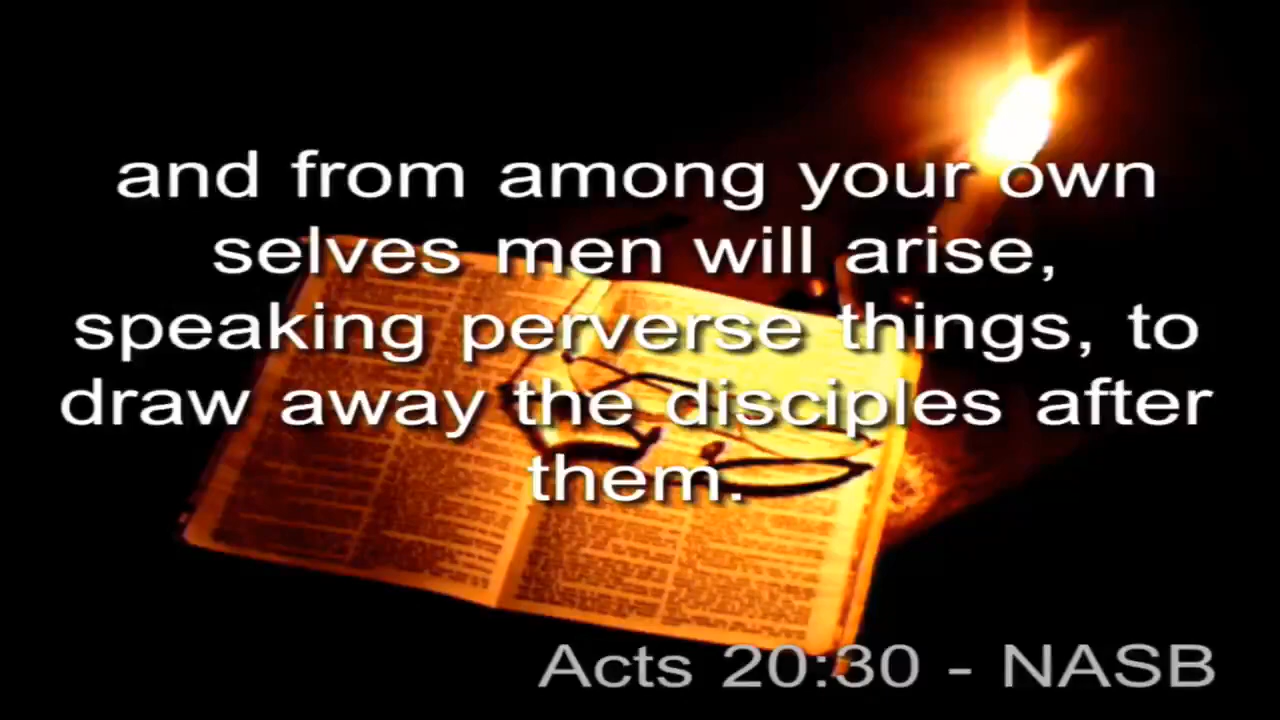 and from among your own
selves men will arise,
speaking perverse things, to
draw away the disciples after
them.
Acts 20:30 - NASB